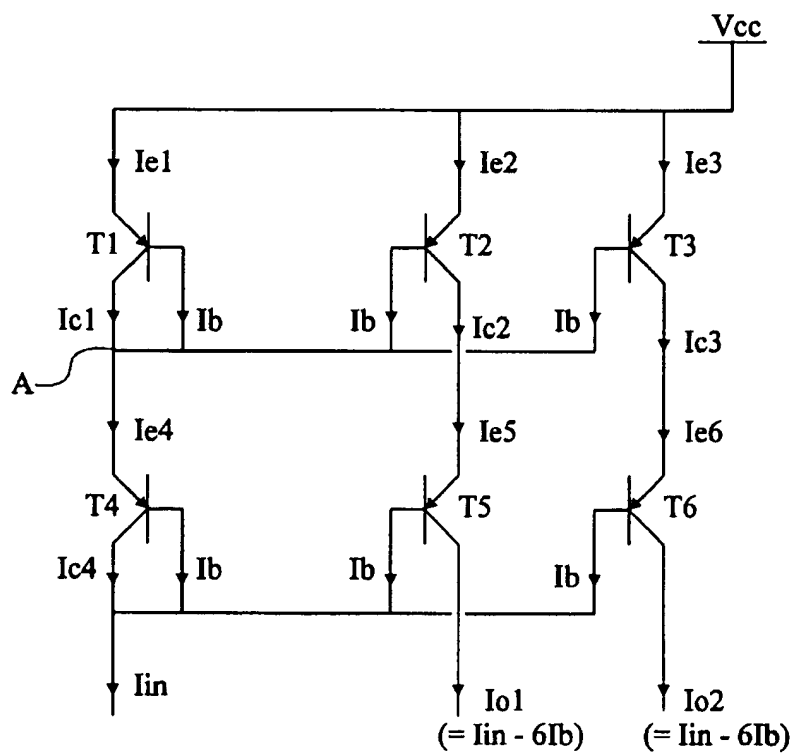 Vcc
Ie1 Ie2 Ie3
T1 T2 T3
Ic1 Ib Ib Ic2 Ib Ic3
A
Ie4 Ie5 Ie6
T4 T5 T6
Ic4 Ib Ib Ib
Iin Io1 Io2
(= Iin - 6Ib) (= Iin - 6Ib)